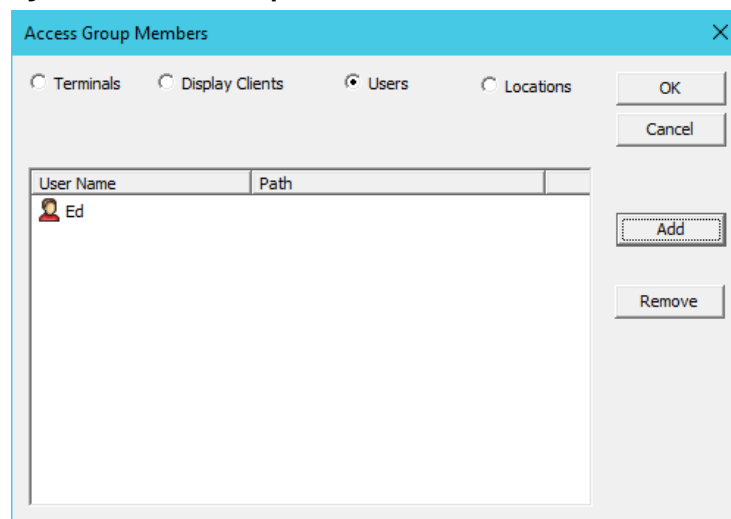 Access Group Members
Terminals Display Clients Users Locations OK
Cancel
User Name Path
Ed
Add
Remove